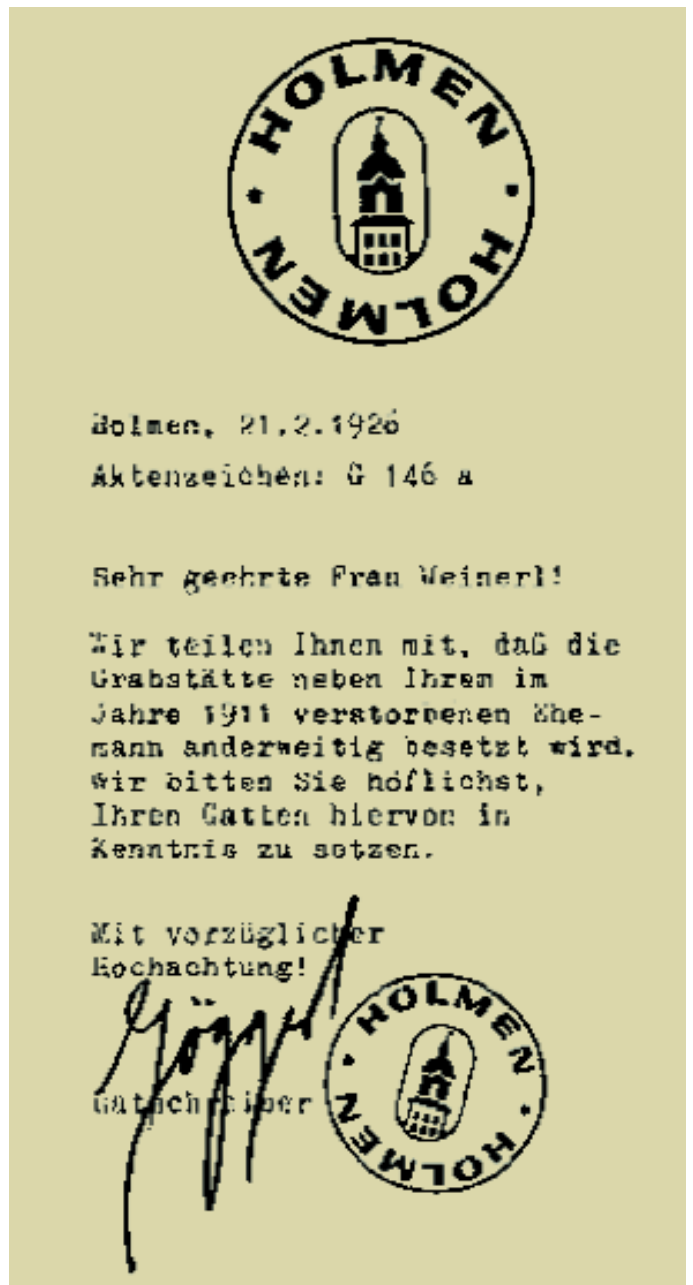 HOLMEN · HOLMEN ·
Holmen, 21.2.1926
Aktenzeichen: G 146 a
Sehr geehrte Frau Weinerl!
Wir teilen Ihnen mit, daß die
Grabstätte neben Ihrem im
Jahre 1911 verstorbenen Ehe-
mann anderweitig besetzt wird.
Wir bitten Sie höflichst,
Ihren Gatten hiervon in
Kenntnis zu setzen.
Mit vorzüglicher
Hochachtung!
HOLMEN · HOLMEN ·